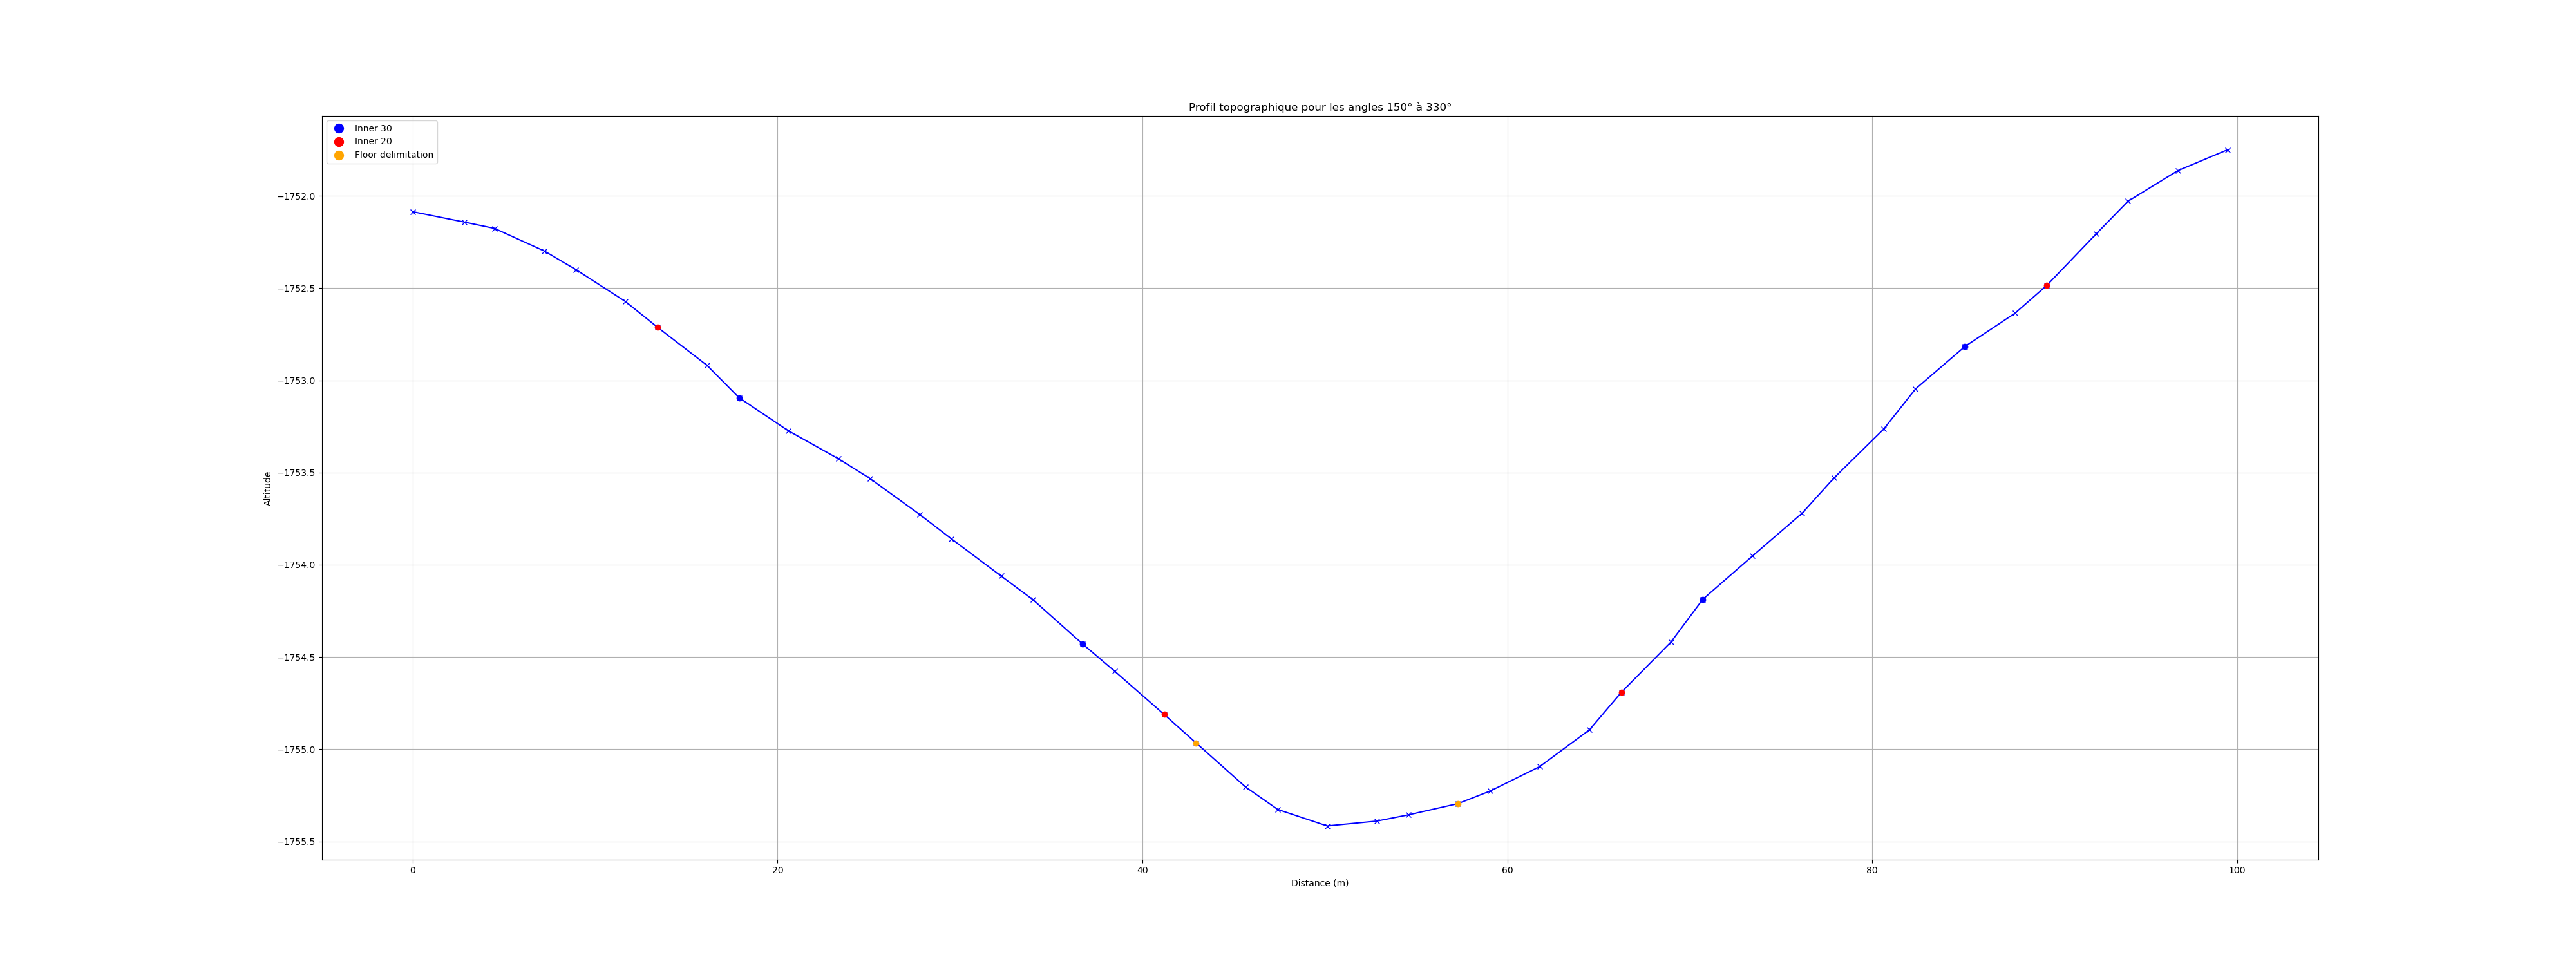 Profil topographique pour les angles 150° à 330°
Inner 30
Inner 20
Floor delimitation
−1752.0
−1752.5
−1753.0
−1753.5
−1754.0
−1754.5
−1755.0
−1755.5
Altitude
0 20 40 60 80 100
Distance (m)